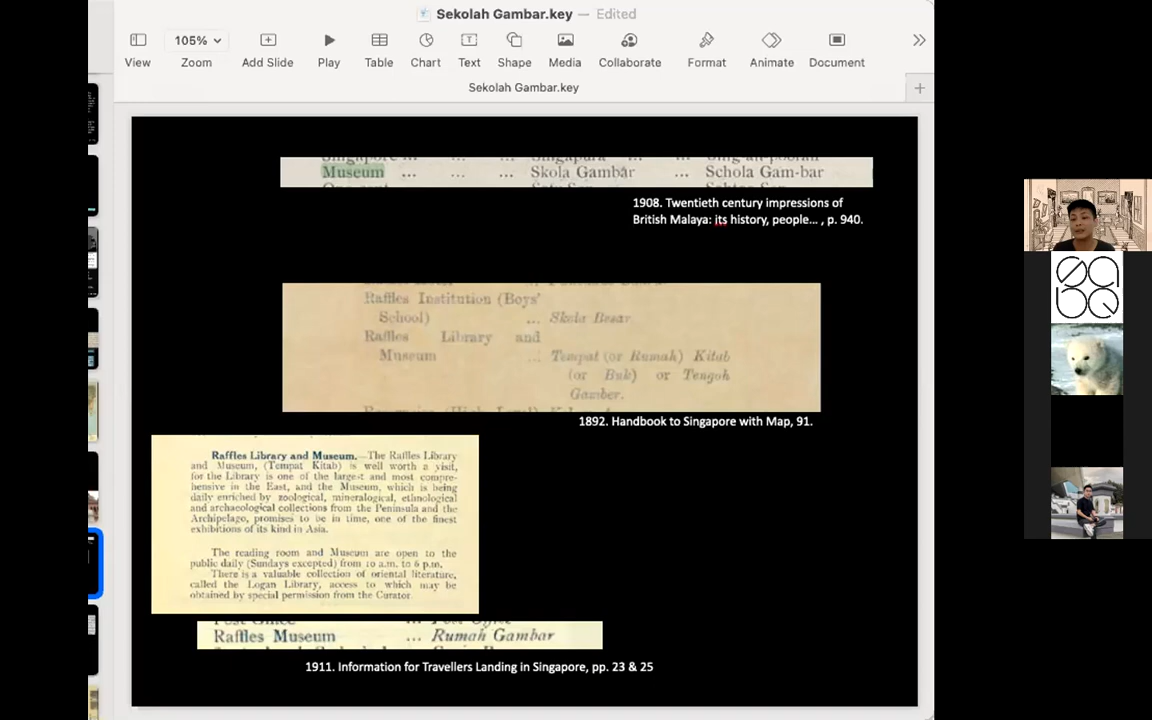 Sekolah Gambar.key — Edited
105%
View
Zoom
Add Slide
Play
Table
Chart
Text
Shape
Media
Collaborate
Format
Animate
Document
Sekolah Gambar.key
Museum ... ... ... Skola Gambar ... Schola Gam-bar
1908. Twentieth century impressions of
British Malaya: its history, people... , p. 940.
Raffles Institution (Boys'
School) ... Skola Besar.
Raffles Library and
Museum ... Tempat (or Rumah) Kitab
(or Buk) or Tengoh
Gamber.
1892. Handbook to Singapore with Map, 91.
Raffles Library and Museum.—The Raffles Library
and Museum, (Tempat Kitab) is well worth a visit,
for the Library is one of the largest and most compre-
hensive in the East, and the Museum, which is being
daily enriched by zoological, mineralogical, ethnological
and archaeological collections from the Peninsula and the
Archipelago, promises to be in time, one of the finest
exhibitions of its kind in Asia.
The reading room and Museum are open to the
public daily (Sundays excepted) from 10 a.m. to 6 p.m.
There is a valuable collection of oriental literature,
called the Logan Library, access to which may be
obtained by special permission from the Curator.
Raffles Museum ... Rumah Gambar
1911. Information for Travellers Landing in Singapore, pp. 23 & 25